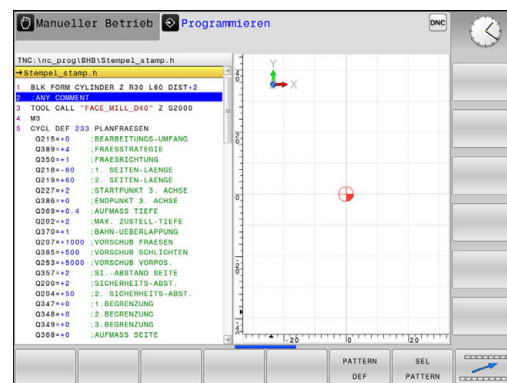 Manueller Betrieb
Programmieren
DNC
TNC:\nc_prog\BHB\Stempel_stamp.h
→Stempel_stamp.h
1 BLK FORM CYLINDER Z R30 L60 DIST+2
2 ;ANY COMMENT
3 TOOL CALL "FACE_MILL_D40" Z S2000
4 M3
5 CYCL DEF 233 PLANFRAESEN
Q215=+0 ;BEARBEITUNGS-UMFANG
Q389=+4 ;FRAESSTRATEGIE
Q350=+1 ;FRAESRICHTUNG
Q218=-60 ;1. SEITEN-LAENGE
Q219=+60 ;2. SEITEN-LAENGE
Q227=+2 ;STARTPUNKT 3. ACHSE
Q386=+0 ;ENDPUNKT 3. ACHSE
Q369=+0.4 ;AUFMASS TIEFE
Q202=+2 ;MAX. ZUSTELL-TIEFE
Q370=+1 ;BAHN-UEBERLAPPUNG
Q207=+1000 ;VORSCHUB FRAESEN
Q385=+500 ;VORSCHUB SCHLICHTEN
Q253=+5000 ;VORSCHUB VORPOS.
Q357=+2 ;SI.-ABSTAND SEITE
Q200=+2 ;SICHERHEITS-ABST.
Q204=+50 ;2. SICHERHEITS-ABST.
Q347=+0 ;1.BEGRENZUNG
Q348=+0 ;2.BEGRENZUNG
Q349=+0 ;3.BEGRENZUNG
Q368=+0 ;AUFMASS SEITE
Y
X
-20
0
20
PATTERN
DEF
SEL
PATTERN